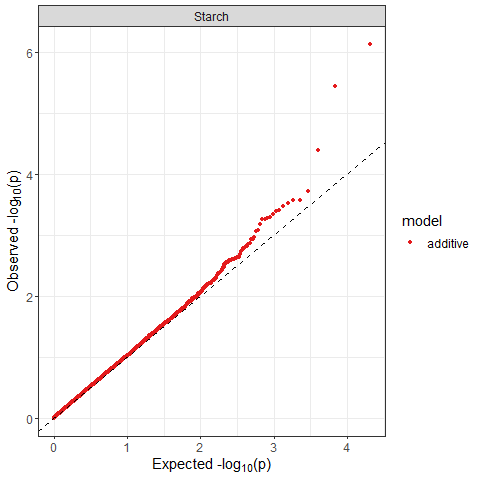 Starch
6
4
2
0
0 1 2 3 4
Observed -log10(p)
Expected -log10(p)
model
additive